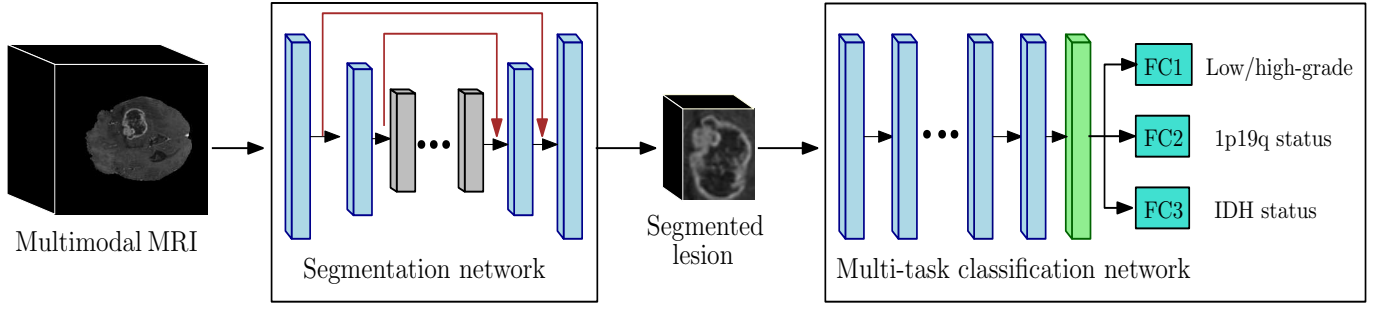 Multimodal MRI
Segmentation network
Segmented
lesion
Multi-task classification network
FC1 Low/high-grade
FC2 1p19q status
FC3 IDH status